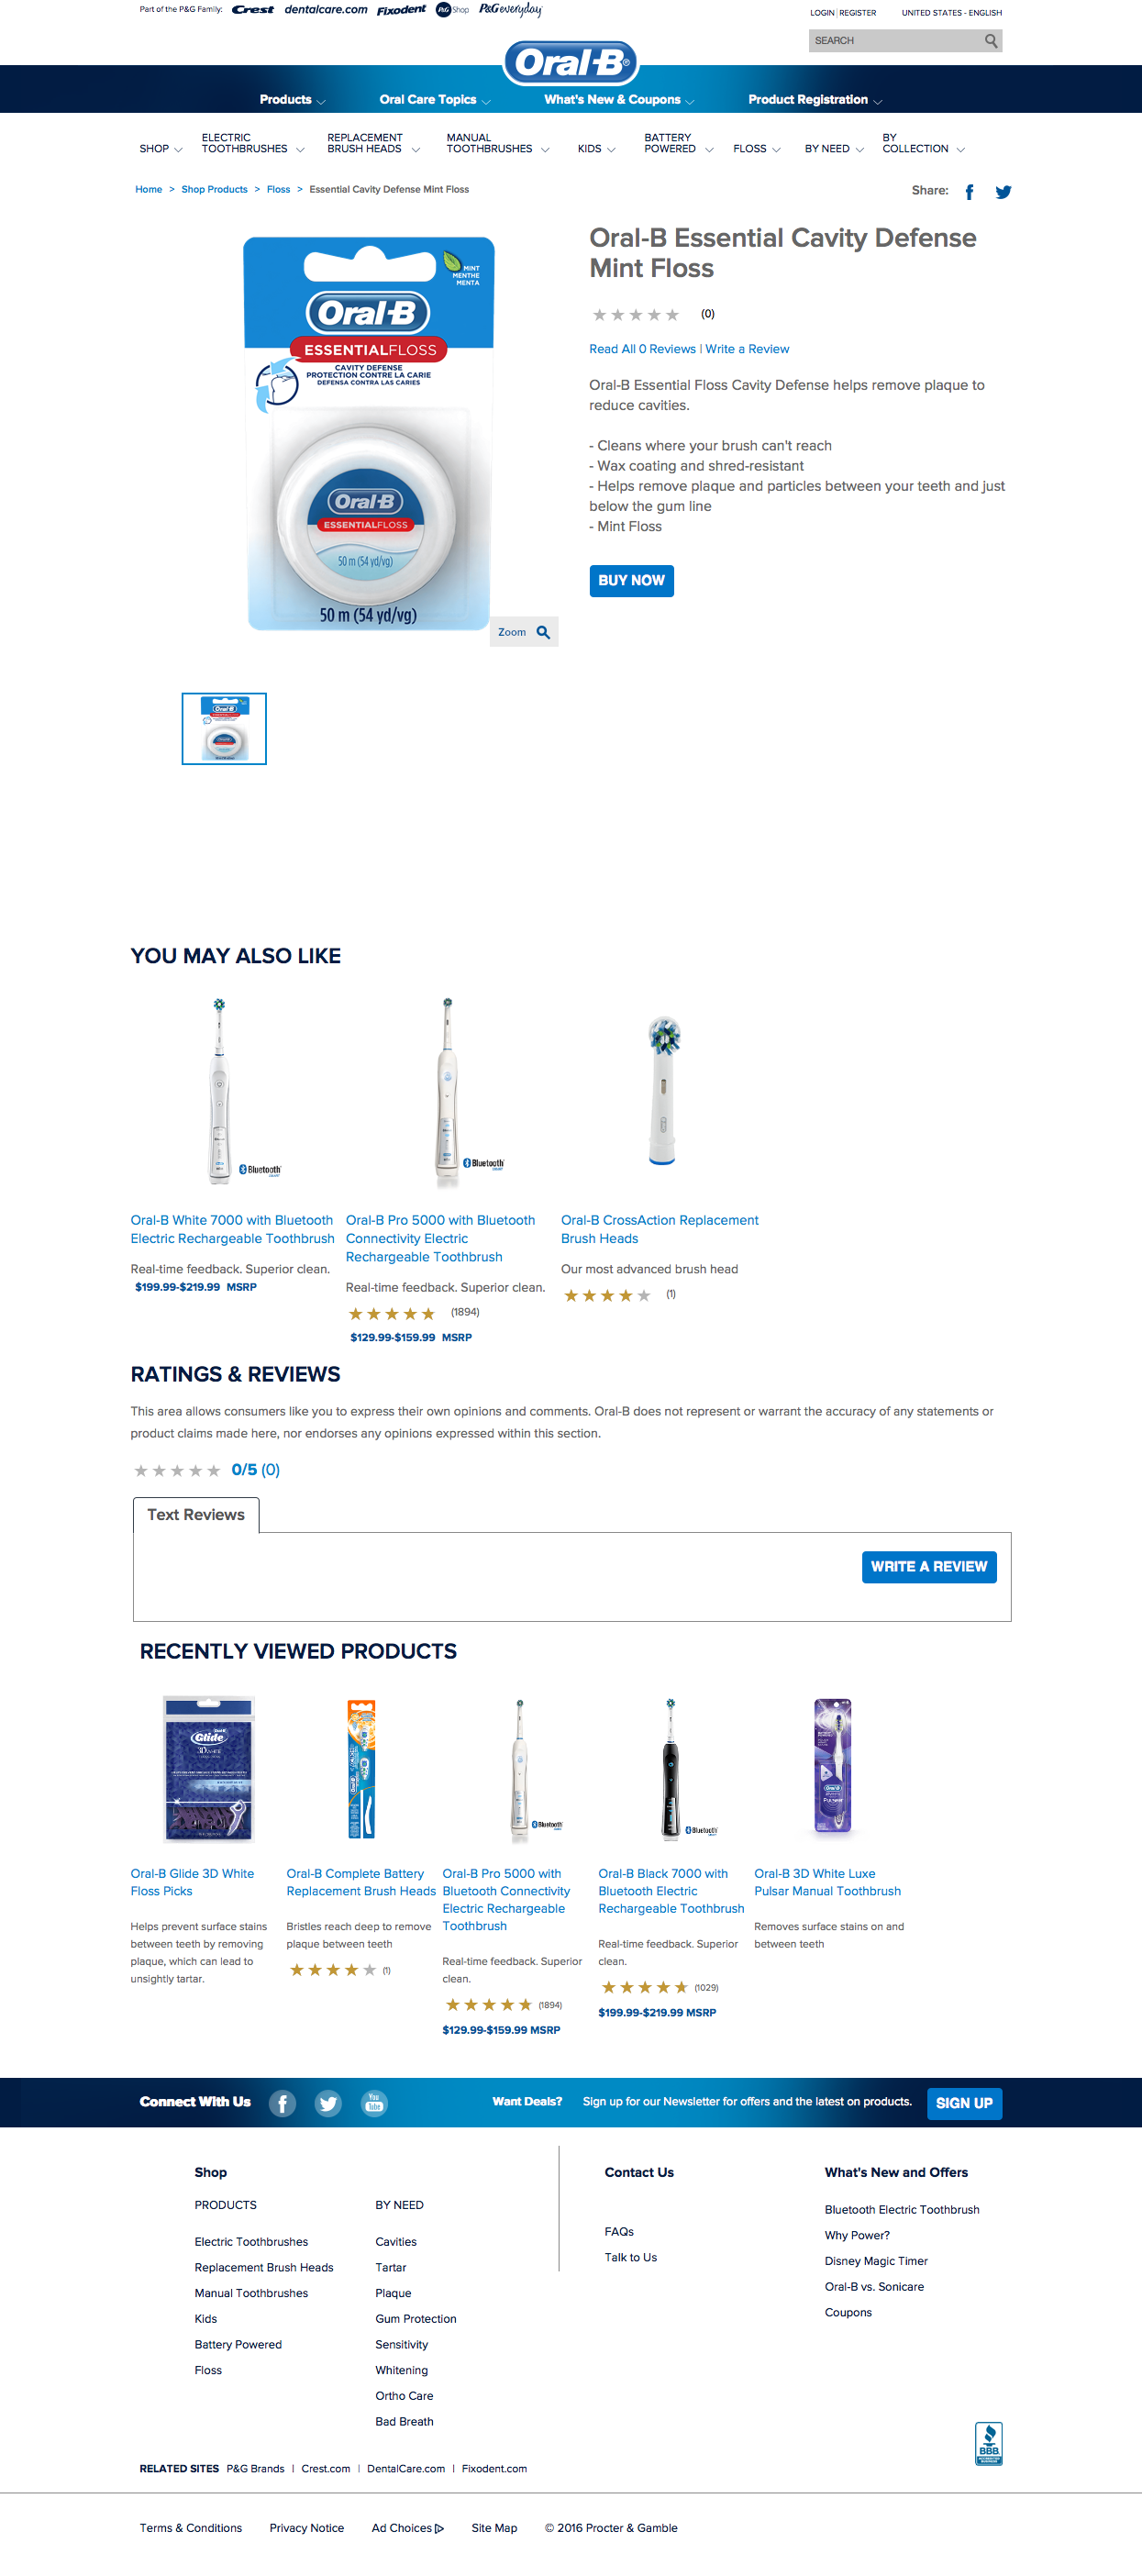 Part of the P&G Family: Crest dentalcare.com Fixodent P&G Shop P&G everyday
LOGIN | REGISTER UNITED STATES - ENGLISH
SEARCH
Oral-B®
Products Oral Care Topics What's New & Coupons Product Registration
SHOP ELECTRIC TOOTHBRUSHES REPLACEMENT BRUSH HEADS MANUAL TOOTHBRUSHES KIDS BATTERY POWERED FLOSS BY NEED BY COLLECTION
Home > Shop Products > Floss > Essential Cavity Defense Mint Floss
Share:
MINT
MENTHE
MENTA
Oral-B
ESSENTIALFLOSS
CAVITY DEFENSE
PROTECTION CONTRE LA CARIE
DEFENSA CONTRA LAS CARIES
Oral-B
ESSENTIALFLOSS
50 m (54 yd/vg)
50 m (54 yd/vg)
Zoom
Oral-B Essential Cavity Defense
Mint Floss
(0)
Read All 0 Reviews | Write a Review
Oral-B Essential Floss Cavity Defense helps remove plaque to
reduce cavities.
- Cleans where your brush can't reach
- Wax coating and shred-resistant
- Helps remove plaque and particles between your teeth and just
below the gum line
- Mint Floss
BUY NOW
YOU MAY ALSO LIKE
Bluetooth
Bluetooth
Oral-B White 7000 with Bluetooth
Electric Rechargeable Toothbrush
Real-time feedback. Superior clean.
$199.99-$219.99 MSRP
Oral-B Pro 5000 with Bluetooth
Connectivity Electric
Rechargeable Toothbrush
Real-time feedback. Superior clean.
(1894)
$129.99-$159.99 MSRP
Oral-B CrossAction Replacement
Brush Heads
Our most advanced brush head
(1)
RATINGS & REVIEWS
This area allows consumers like you to express their own opinions and comments. Oral-B does not represent or warrant the accuracy of any statements or
product claims made here, nor endorses any opinions expressed within this section.
0/5 (0)
Text Reviews
WRITE A REVIEW
RECENTLY VIEWED PRODUCTS
Glide
Bluetooth
Bluetooth
Oral-B Glide 3D White
Floss Picks
Helps prevent surface stains
between teeth by removing
plaque, which can lead to
unsightly tartar.
Oral-B Complete Battery
Replacement Brush Heads
Bristles reach deep to remove
plaque between teeth
(1)
Oral-B Pro 5000 with
Bluetooth Connectivity
Electric Rechargeable
Toothbrush
Real-time feedback. Superior
clean.
(1894)
$129.99-$159.99 MSRP
Oral-B Black 7000 with
Bluetooth Electric
Rechargeable Toothbrush
Real-time feedback. Superior
clean.
(1029)
$199.99-$219.99 MSRP
Oral-B 3D White Luxe
Pulsar Manual Toothbrush
Removes surface stains on and
between teeth
Connect With Us
You Tube
Want Deals? Sign up for our Newsletter for offers and the latest on products. SIGN UP
Shop
PRODUCTS
Electric Toothbrushes
Replacement Brush Heads
Manual Toothbrushes
Kids
Battery Powered
Floss
BY NEED
Cavities
Tartar
Plaque
Gum Protection
Sensitivity
Whitening
Ortho Care
Bad Breath
Contact Us
FAQs
Talk to Us
What's New and Offers
Bluetooth Electric Toothbrush
Why Power?
Disney Magic Timer
Oral-B vs. Sonicare
Coupons
BBB
RELATED SITES P&G Brands | Crest.com | DentalCare.com | Fixodent.com
Terms & Conditions Privacy Notice Ad Choices Site Map © 2016 Procter & Gamble